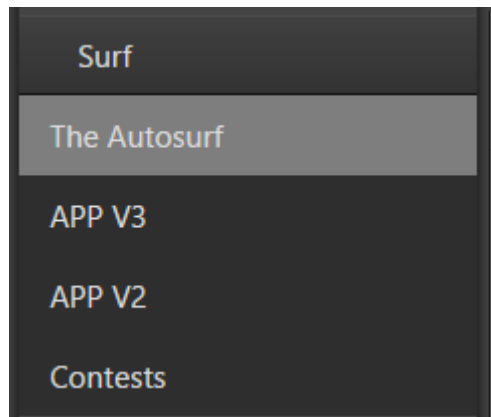 Surf
The Autosurf
APP V3
APP V2
Contests